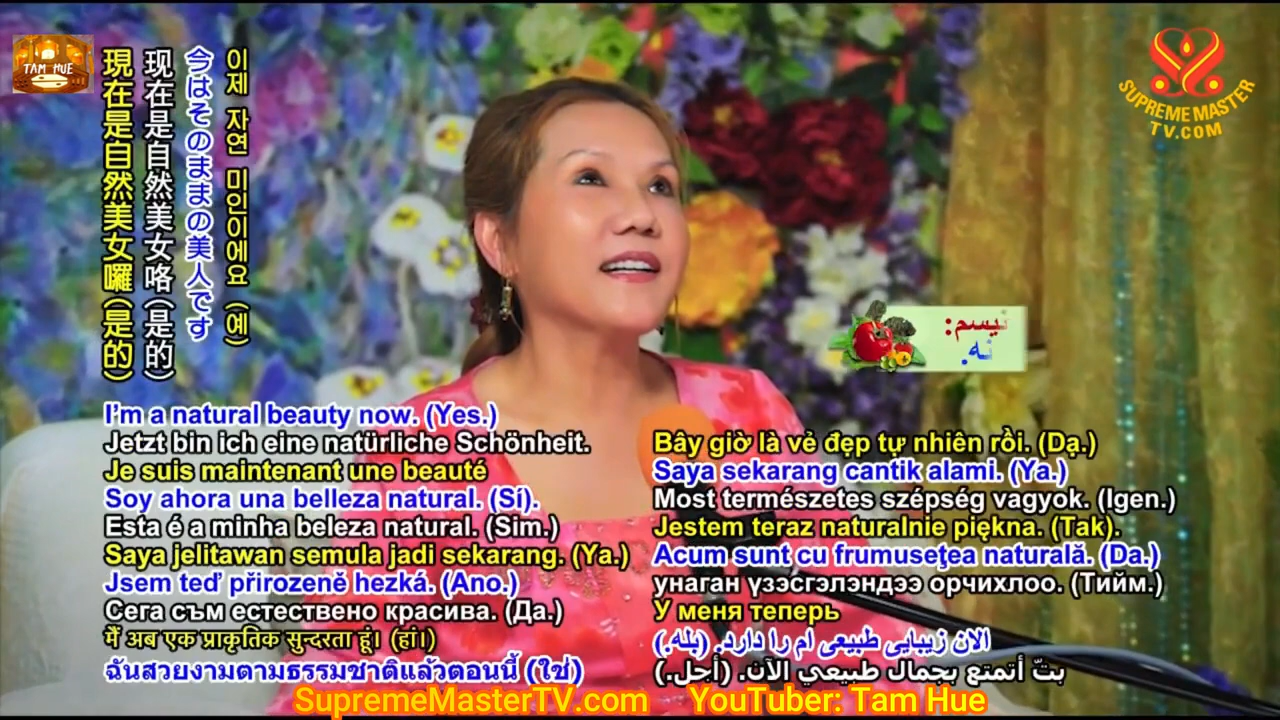 TAM HUE
SUPREME MASTER
TV.COM
이제 자연 미인이에요 (예)
今はそのままの美人です
现在是自然美女咯(是的)
現在是自然美女囉(是的)
نیسم:
نه.
I'm a natural beauty now. (Yes.)
Jetzt bin ich eine natürliche Schönheit.
Je suis maintenant une beauté
Soy ahora una belleza natural. (Sí).
Esta é a minha beleza natural. (Sim.)
Saya jelitawan semula jadi sekarang. (Ya.)
Jsem teď přirozeně hezká. (Ano.)
Сега съм естествено красива. (Да.)
मैं अब एक प्राकृतिक सुन्दरता हूं। (हां।)
ฉันสวยงามตามธรรมชาติแล้วตอนนี้ (ใช่)
Bây giờ là vẻ đẹp tự nhiên rồi. (Dạ.)
Saya sekarang cantik alami. (Ya.)
Most természetes szépség vagyok. (Igen.)
Jestem teraz naturalnie piękna. (Tak).
Acum sunt cu frumuseţea naturală. (Da.)
унаган үзэсгэлэндээ орчихлоо. (Тийм.)
У меня теперь
الان زیبایی طبیعی ام را دارد. (بله.)
بتّ أتمتع بجمال طبيعي الآن. (أجل.)
SupremeMasterTV.com YouTuber: Tam Hue